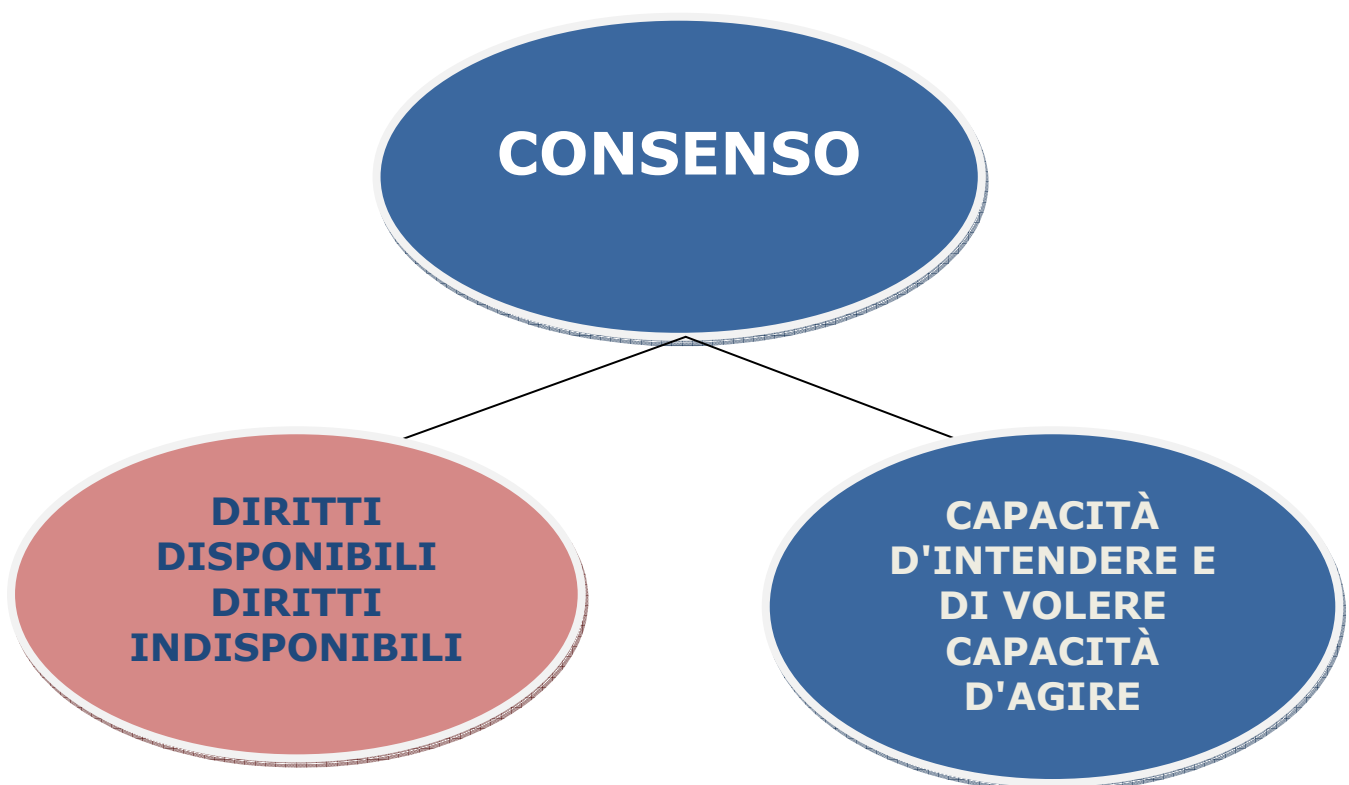 CONSENSO
DIRITTI
DISPONIBILI
DIRITTI
INDISPONIBILI
CAPACITÀ
D'INTENDERE E
DI VOLERE
CAPACITÀ
D'AGIRE